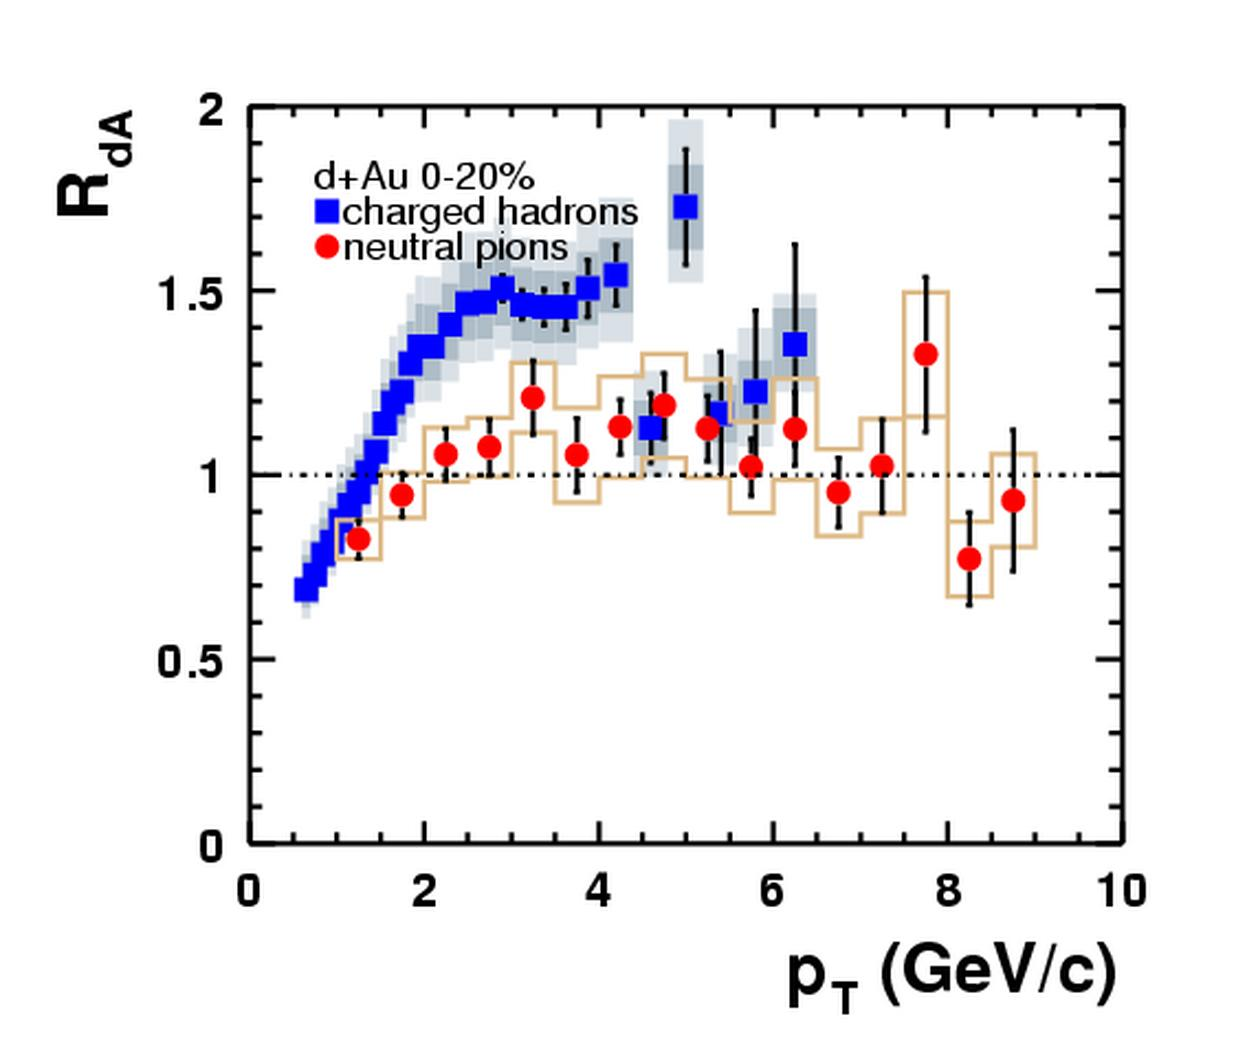 R_dA
2
d+Au 0-20%
charged hadrons
neutral pions
1.5
1
0.5
0
0 2 4 6 8 10
p_T (GeV/c)